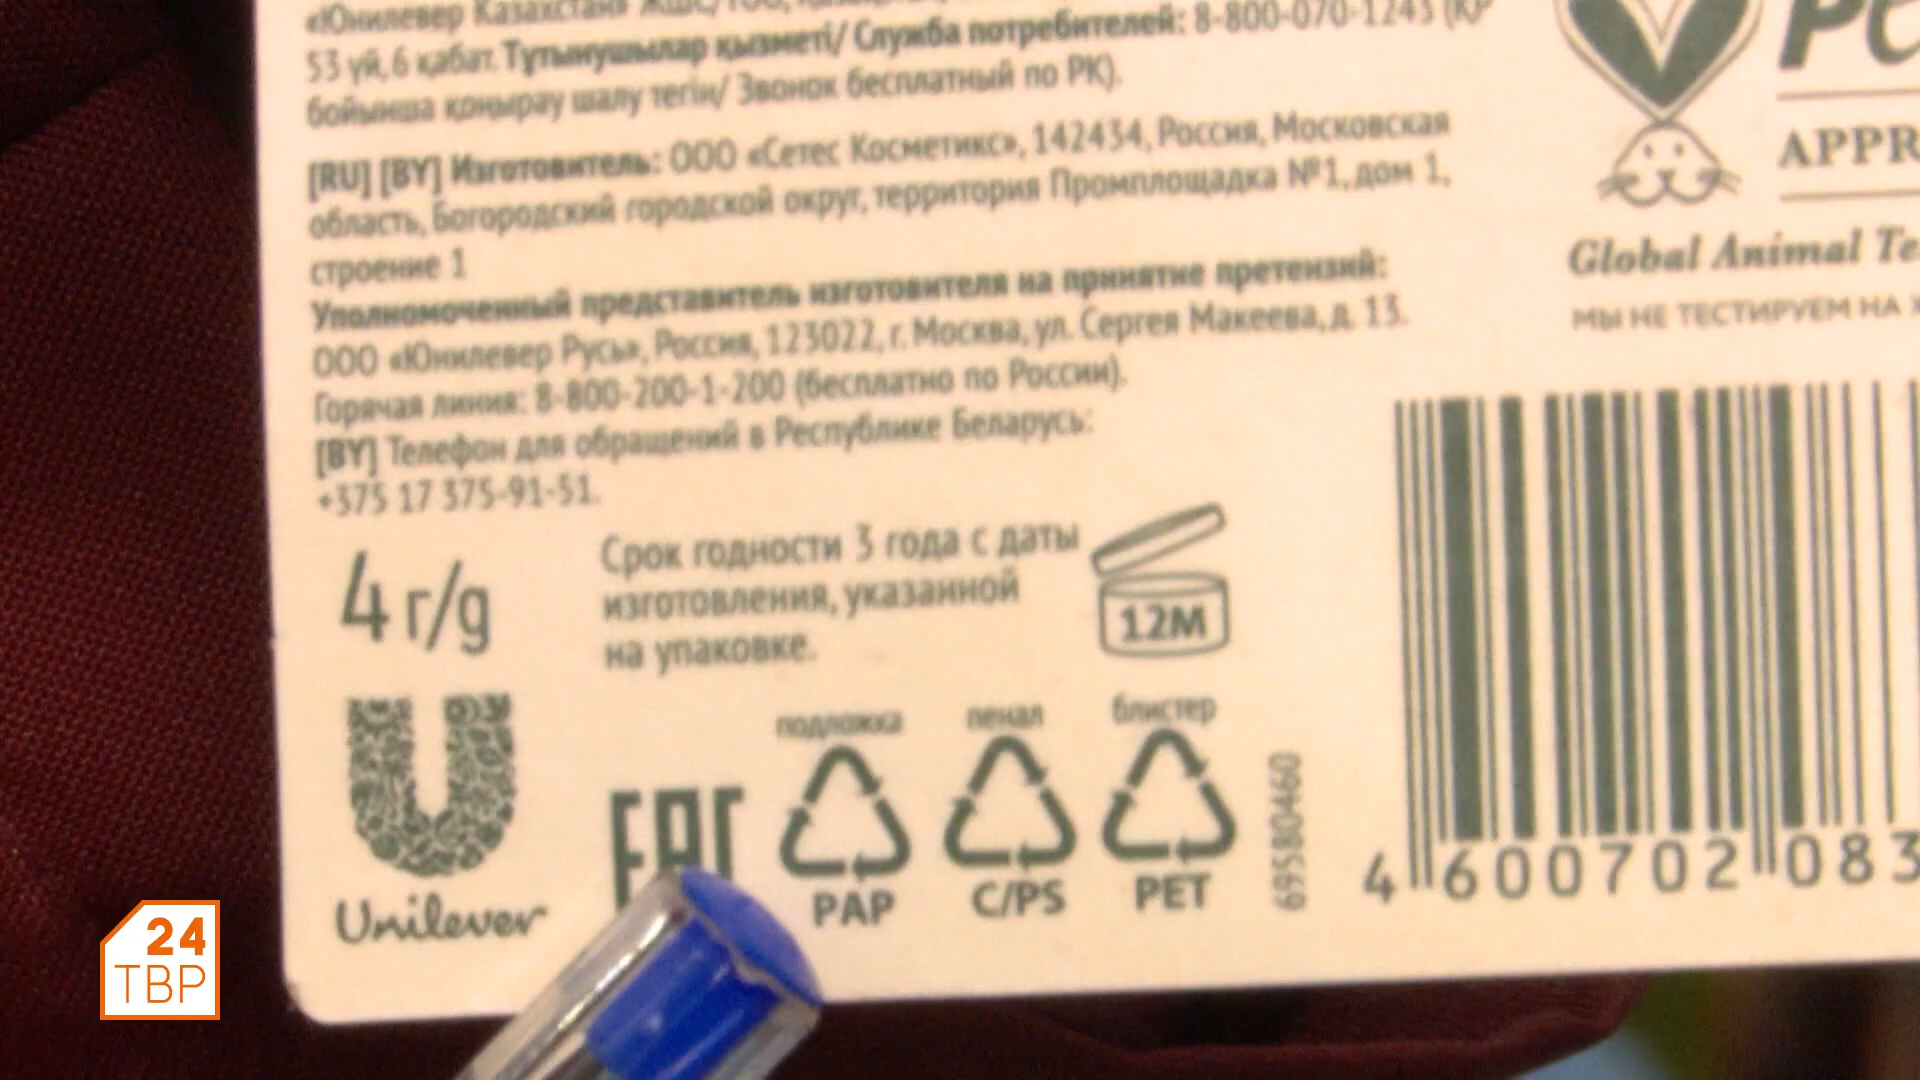 «Юнилевер Казахстан» ЖШС/ТОО,
53 үй, 6 қабат. Тұтынушылар қызметі/ Служба потребителей: 8-800-070-1243 (ҚР
бойынша қоңырау шалу тегін/ Звонок бесплатный по РК).
[RU] [BY] Изготовитель: ООО «Сетес Косметикс», 142434, Россия, Московская
область, Богородский городской округ, территория Промплощадка №1, дом 1,
строение 1
Уполномоченный представитель изготовителя на принятие претензий:
ООО «Юнилевер Русь», Россия, 123022, г. Москва, ул. Сергея Макеева, д. 13.
Горячая линия: 8-800-200-1-200 (бесплатно по России).
[BY] Телефон для обращений в Республике Беларусь:
+375 17 375-91-51.
APPR
Global Animal Te
МЫ НЕ ТЕСТИРУЕМ НА
4 г/g
Срок годности 3 года с даты
изготовления, указанной
на упаковке.
12M
Unilever
EAC
подложка
PAP
пенал
C/PS
блистер
PET
695880460
4 600702 083
24
ТВР